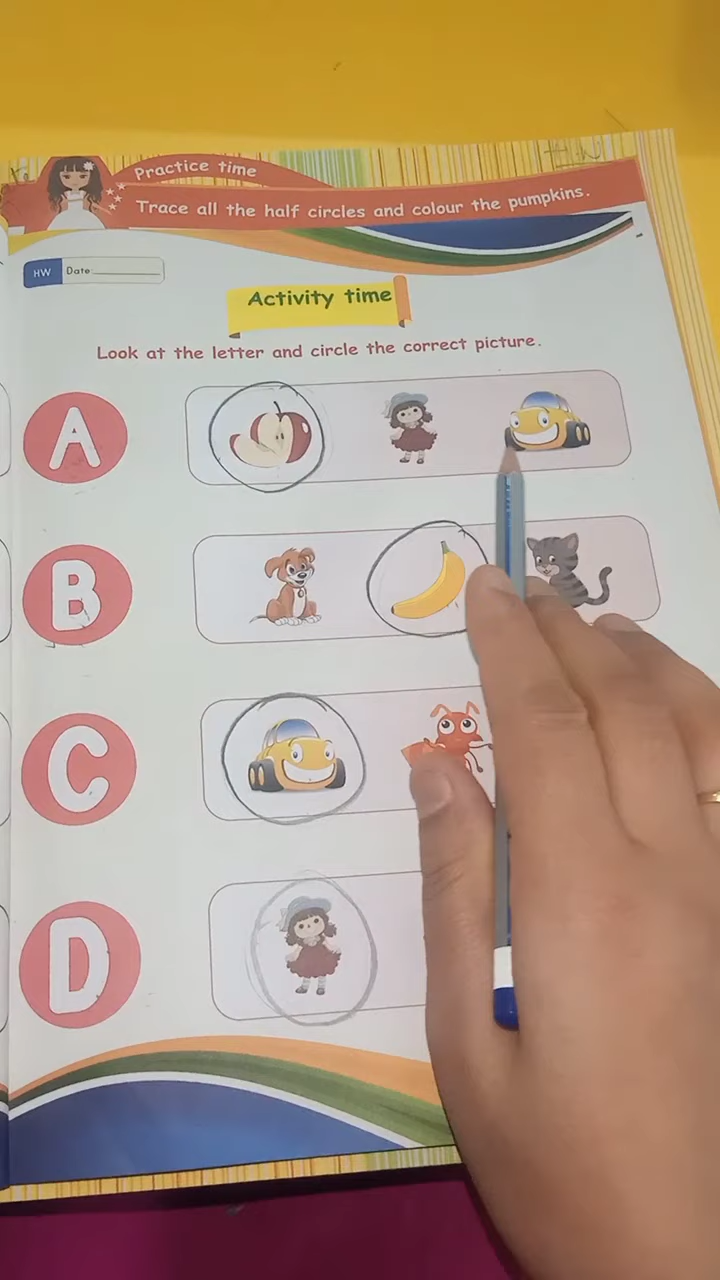 H.W
Practice time
Trace all the half circles and colour the pumpkins.
HW Date:
Activity time
Look at the letter and circle the correct picture.
A
B
C
D